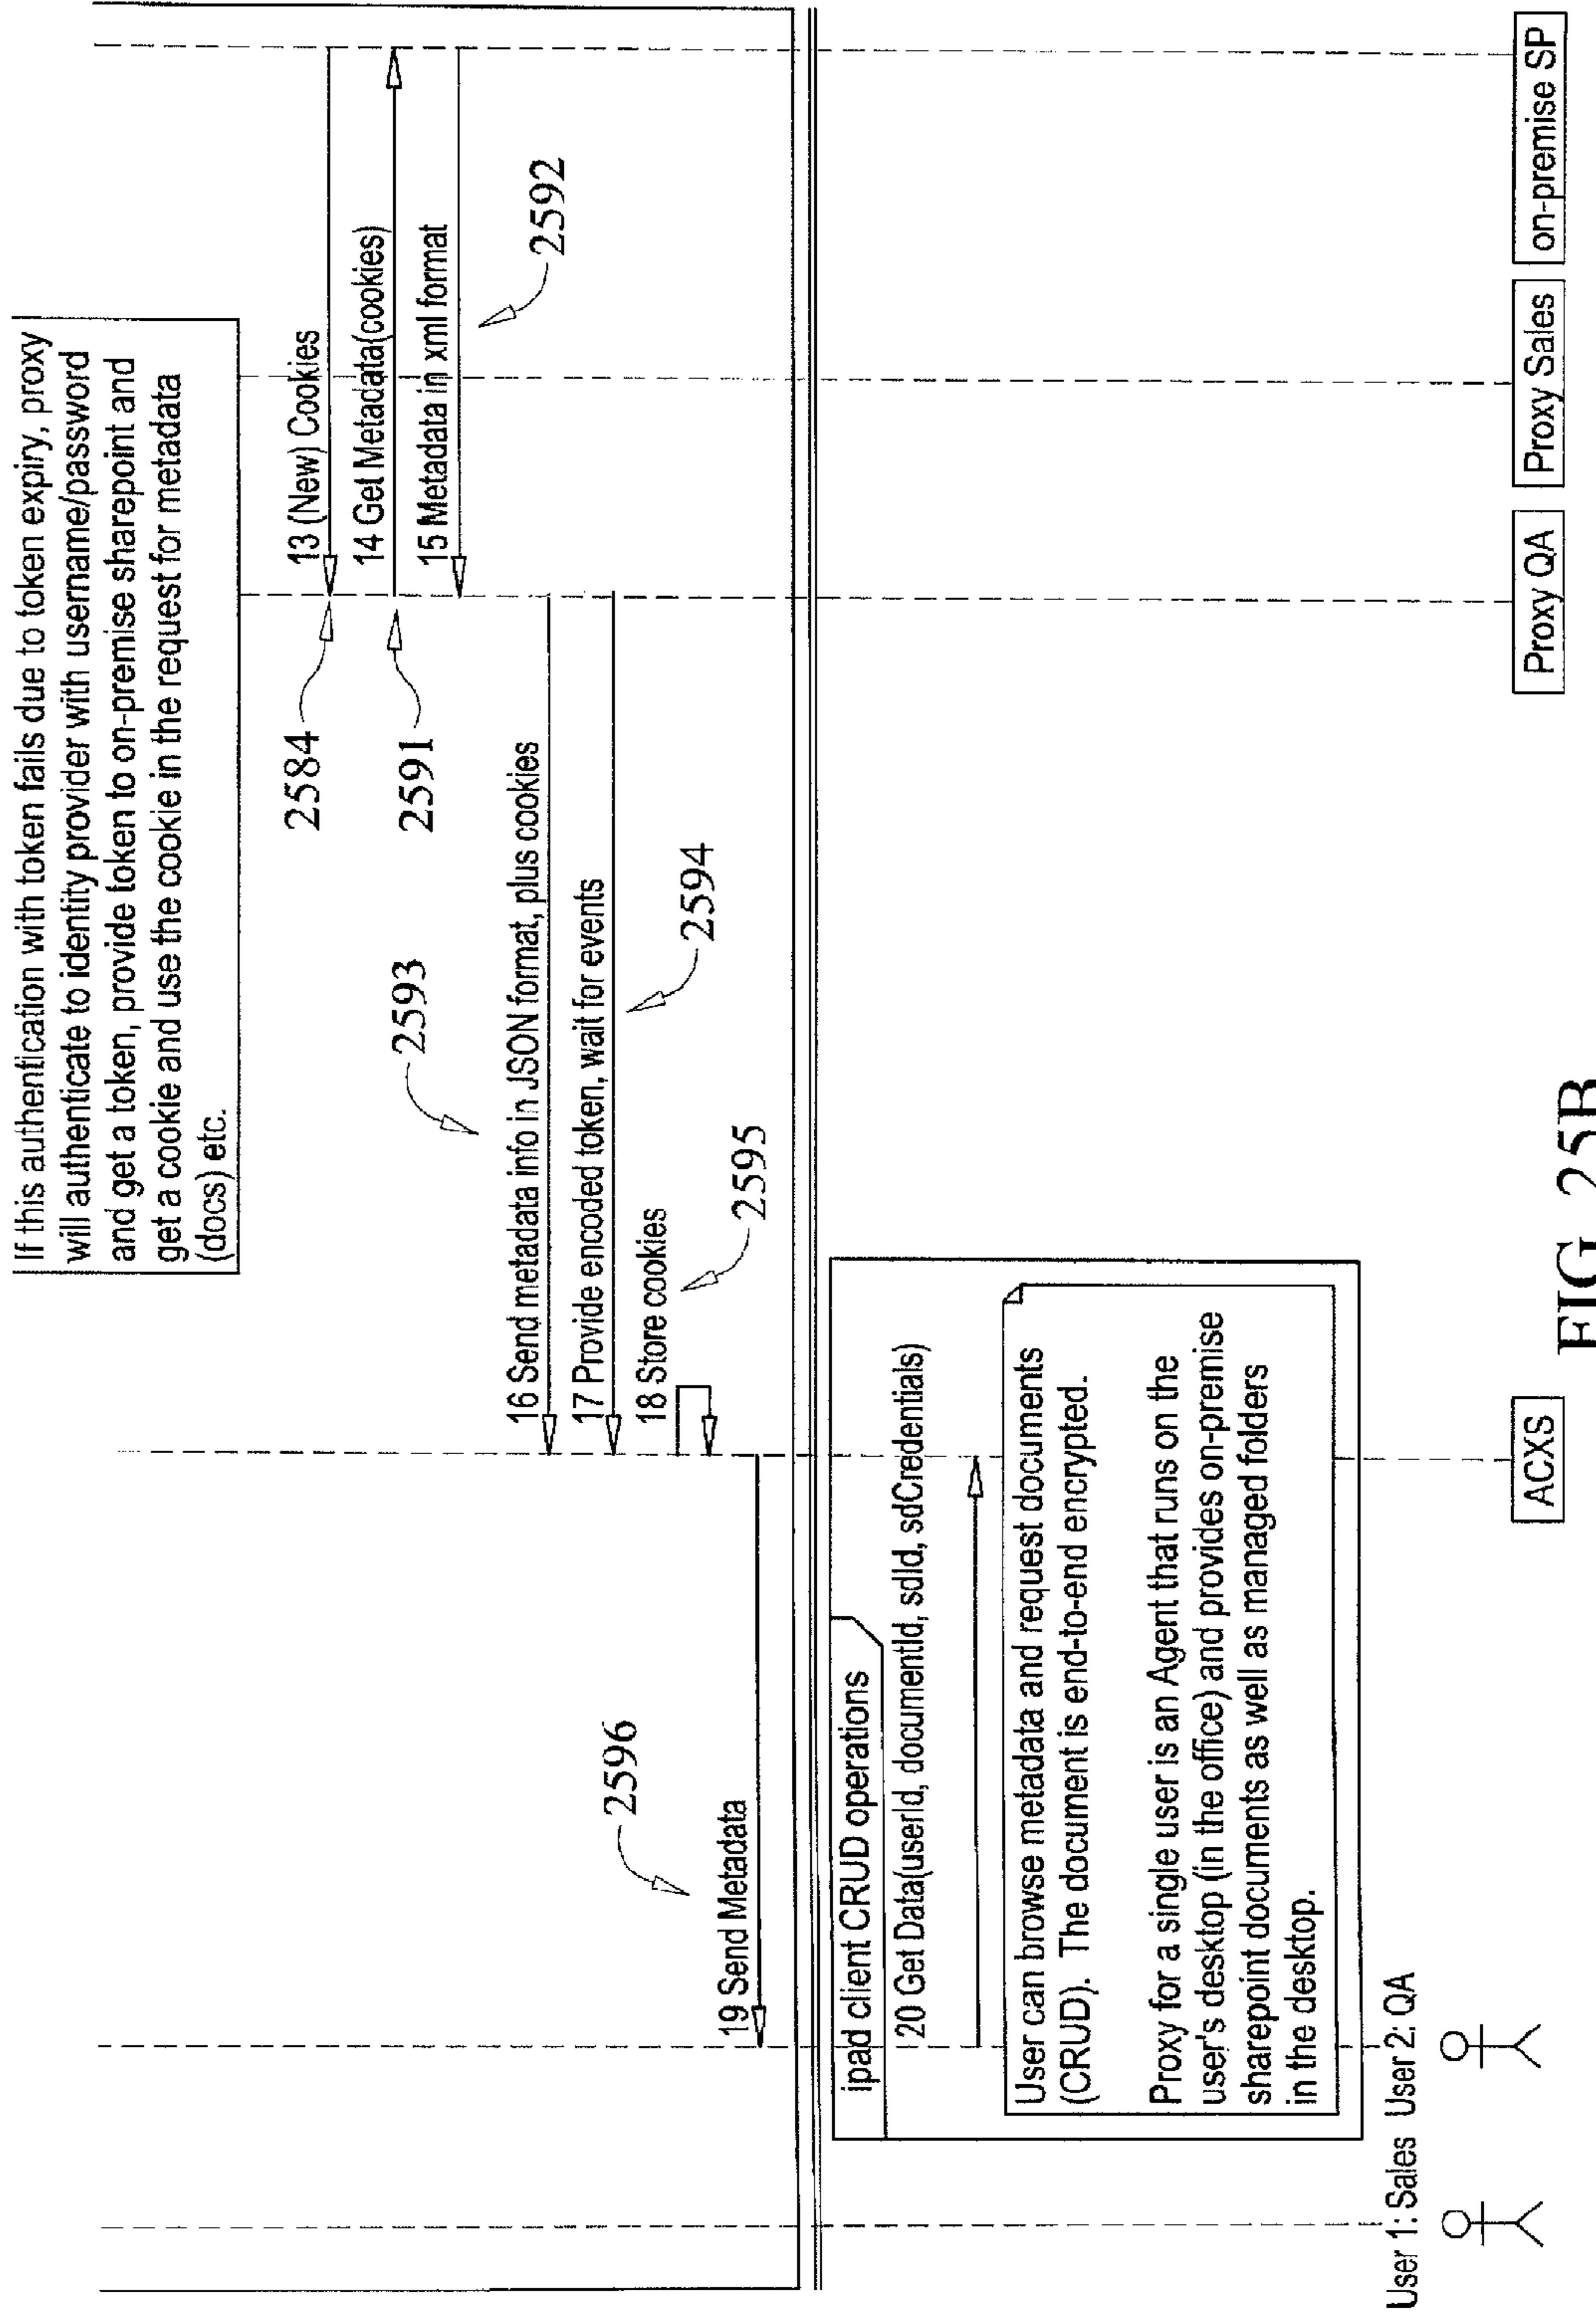 If this authentication with token fails due to token expiry, proxy
will authenticate to identity provider with username/password
and get a token, provide token to on-premise sharepoint and
get a cookie and use the cookie in the request for metadata
(docs) etc.
13 (New) Cookies
2584
14 Get Metadata(cookies)
2591
15 Metadata in xml format
2592
2593
16 Send metadata info in JSON format, plus cookies
17 Provide encoded token, wait for events
2594
18 Store cookies
2595
2596
19 Send Metadata
ipad client CRUD operations
20 Get Data(userId, documentId, sdId, sdCredentials)
User can browse metadata and request documents
(CRUD). The document is end-to-end encrypted.
Proxy for a single user is an Agent that runs on the
user's desktop (in the office) and provides on-premise
sharepoint documents as well as managed folders
in the desktop.
User 1: Sales User 2: QA
ACXS
Proxy QA
Proxy Sales
on-premise SP
FIG. 25B